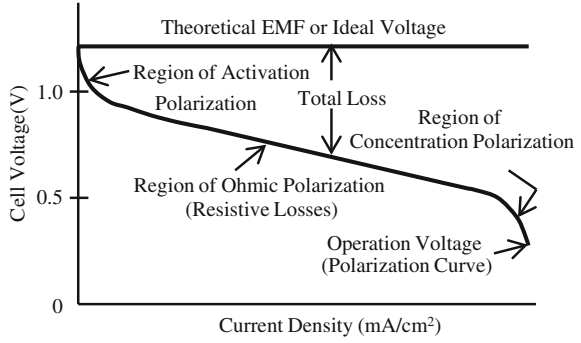 Theoretical EMF or Ideal Voltage
Region of Activation
Polarization
Total Loss
Region of
Concentration Polarization
Region of Ohmic Polarization
(Resistive Losses)
Operation Voltage
(Polarization Curve)
Cell Voltage(V)
1.0
0.5
0
Current Density (mA/cm²)